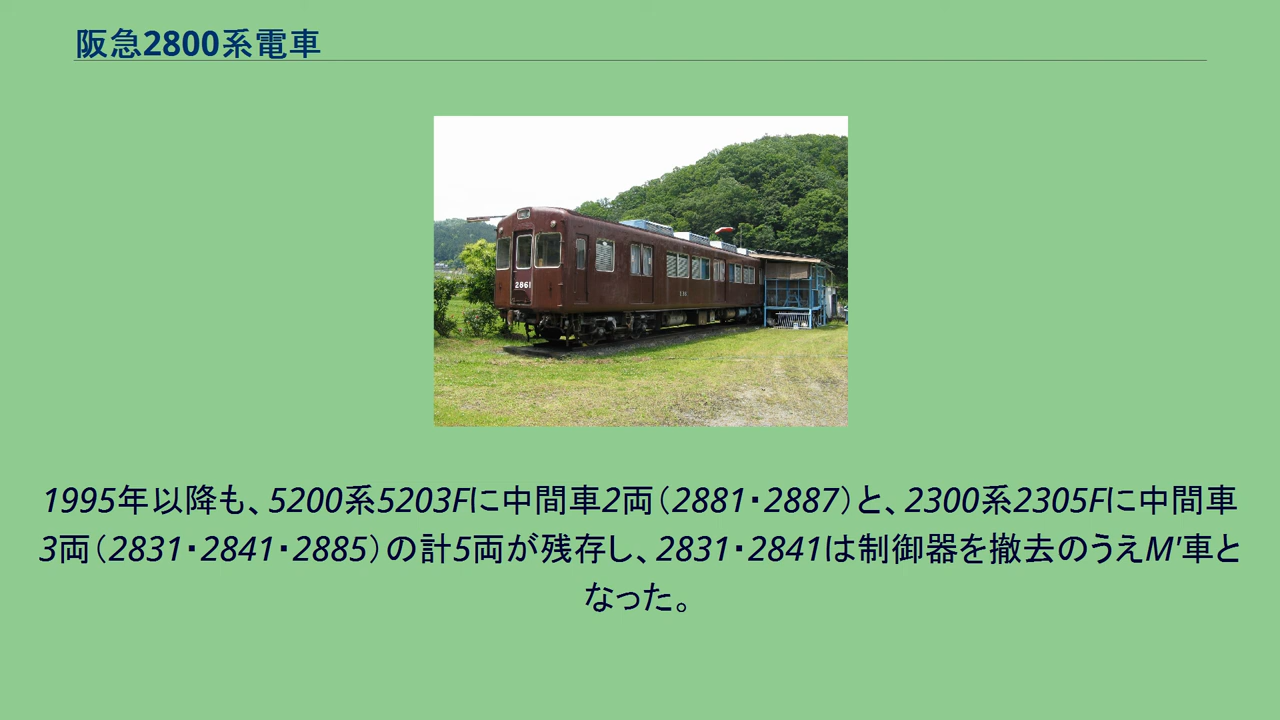 阪急2800系電車
2861
1995年以降も、5200系5203Fに中間車2両（2881・2887）と、2300系2305Fに中間車
3両（2831・2841・2885）の計5両が残存し、2831・2841は制御器を撤去のうえM'車と
なった。